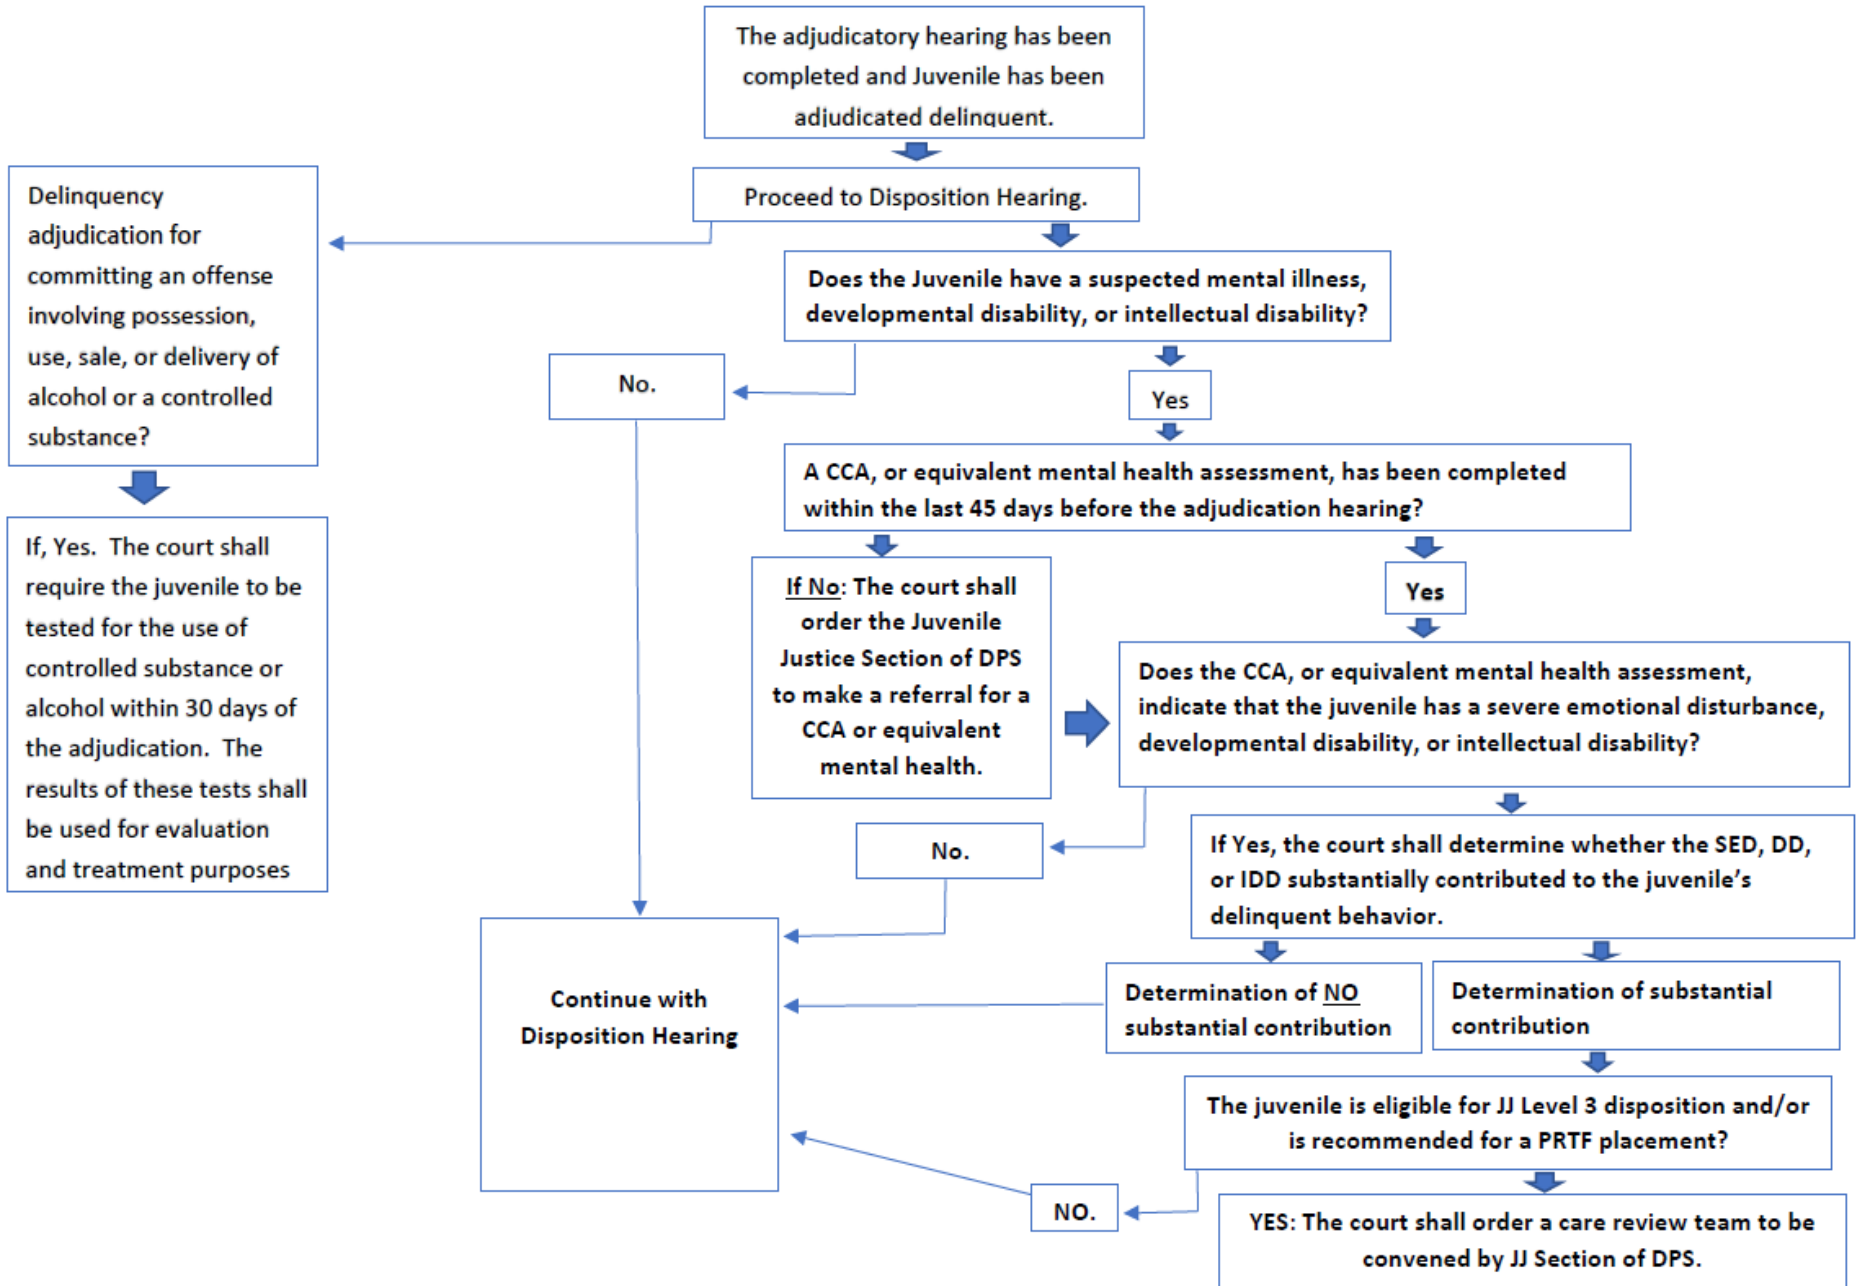 The adjudicatory hearing has been
completed and Juvenile has been
adjudicated delinquent.
Proceed to Disposition Hearing.
Delinquency
adjudication for
committing an offense
involving possession,
use, sale, or delivery of
alcohol or a controlled
substance?
If, Yes. The court shall
require the juvenile to be
tested for the use of
controlled substance or
alcohol within 30 days of
the adjudication. The
results of these tests shall
be used for evaluation
and treatment purposes
Does the Juvenile have a suspected mental illness,
developmental disability, or intellectual disability?
No.
Yes
A CCA, or equivalent mental health assessment, has been completed
within the last 45 days before the adjudication hearing?
If No: The court shall
order the Juvenile
Justice Section of DPS
to make a referral for a
CCA or equivalent
mental health.
Yes
Does the CCA, or equivalent mental health assessment,
indicate that the juvenile has a severe emotional disturbance,
developmental disability, or intellectual disability?
No.
If Yes, the court shall determine whether the SED, DD,
or IDD substantially contributed to the juvenile's
delinquent behavior.
Continue with
Disposition Hearing
Determination of NO
substantial contribution
Determination of substantial
contribution
The juvenile is eligible for JJ Level 3 disposition and/or
is recommended for a PRTF placement?
NO.
YES: The court shall order a care review team to be
convened by JJ Section of DPS.